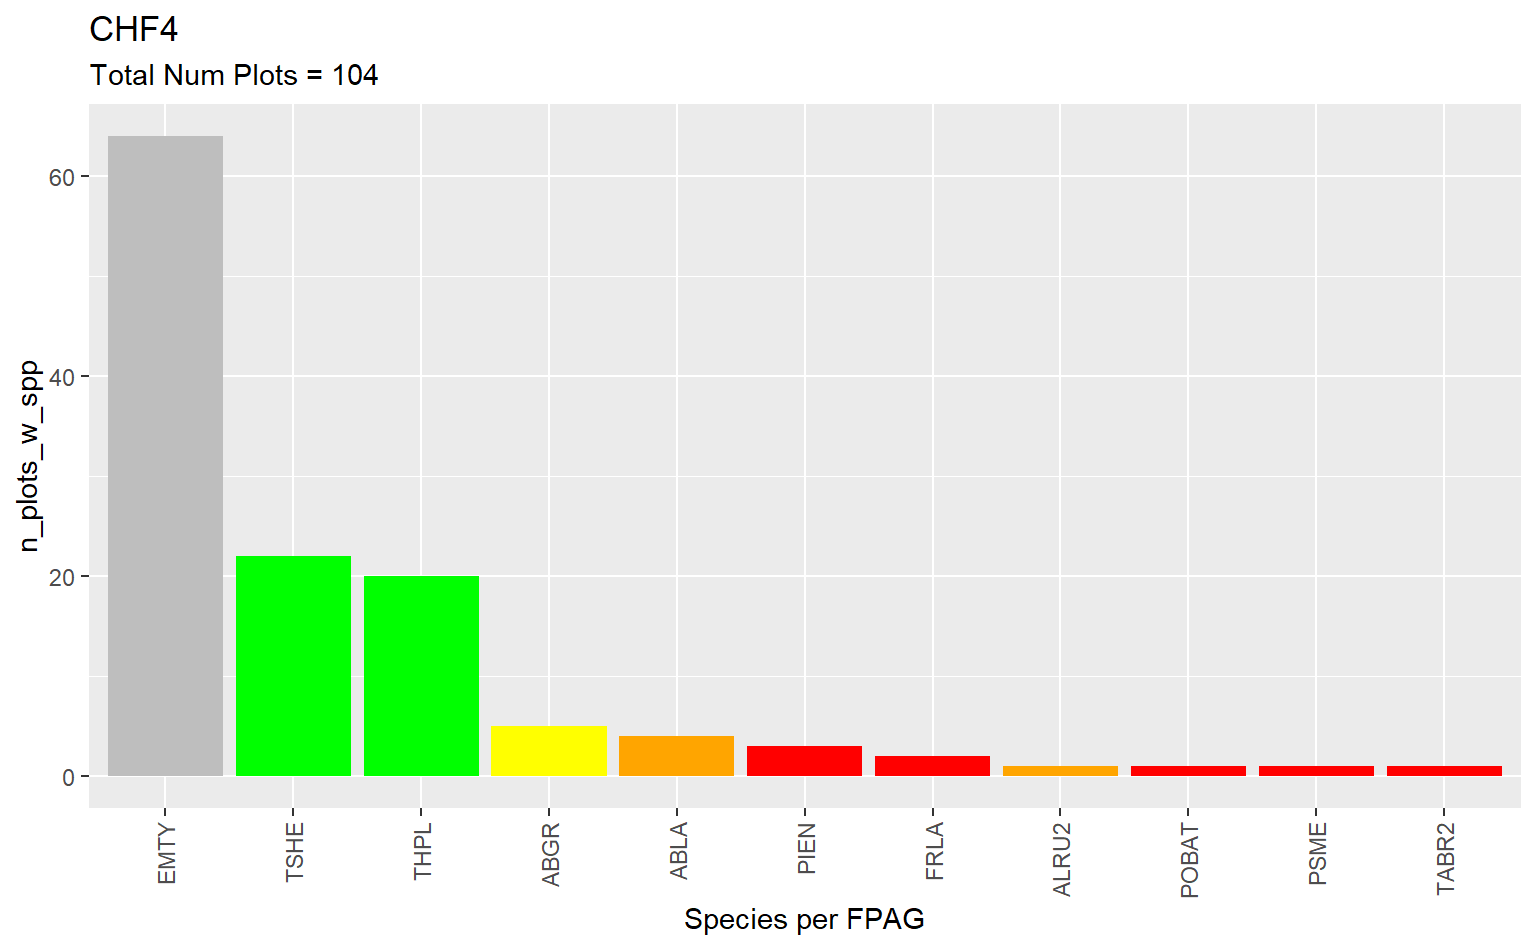 CHF4
Total Num Plots = 104
n_plots_w_spp
60
40
20
0
EMTY
TSHE
THPL
ABGR
ABLA
PIEN
FRLA
ALRU2
POBAT
PSME
TABR2
Species per FPAG